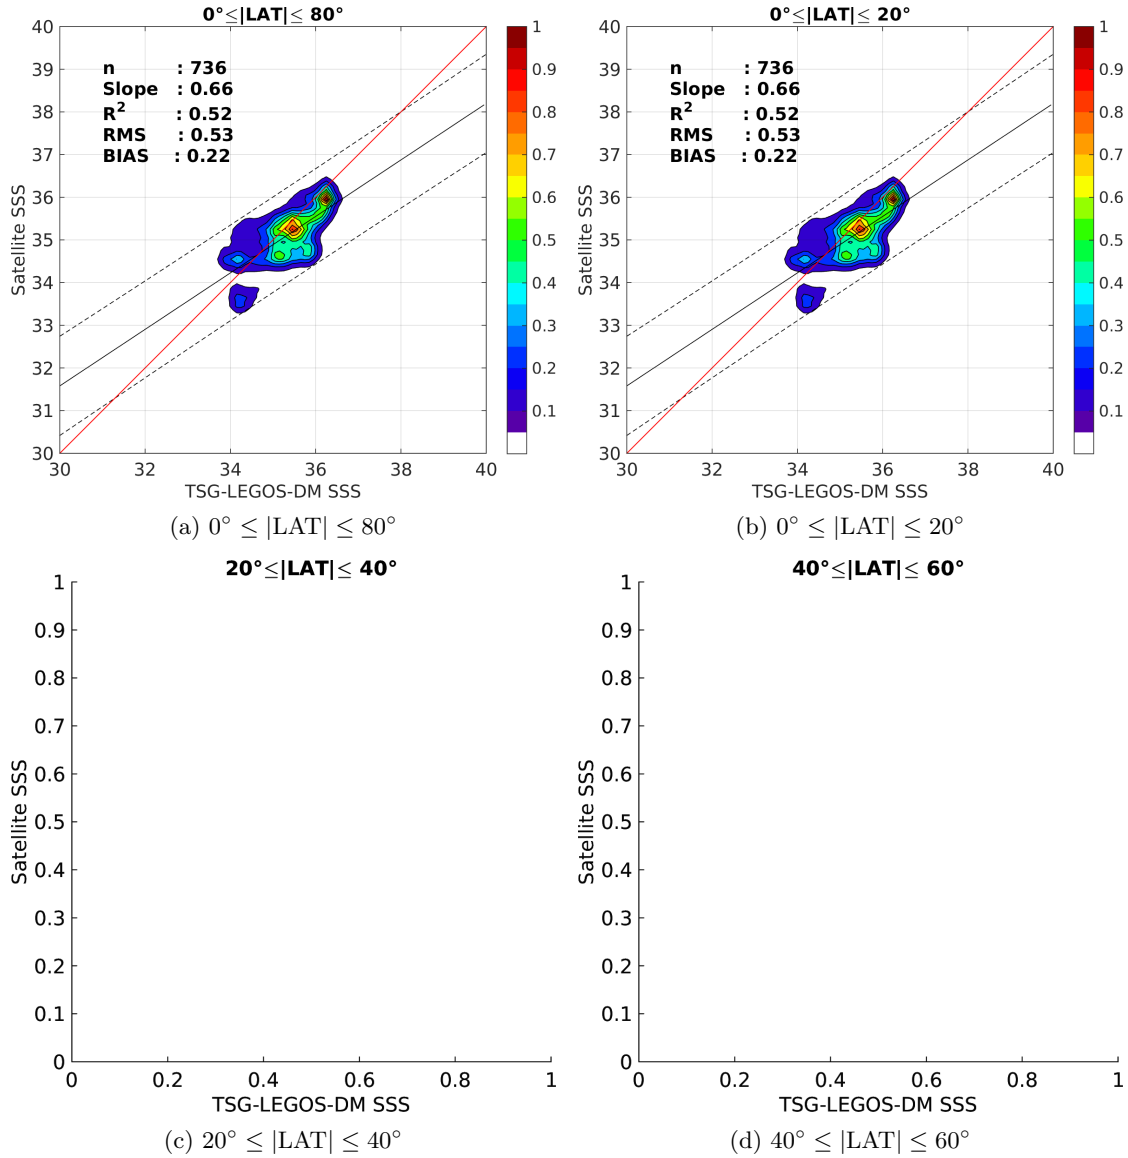 0°≤|LAT|≤ 80°
40
39
38
37
36
35
34
33
32
31
30
Satellite SSS
n : 736
Slope : 0.66
R² : 0.52
RMS : 0.53
BIAS : 0.22
30 32 34 36 38 40
TSG-LEGOS-DM SSS
1
0.9
0.8
0.7
0.6
0.5
0.4
0.3
0.2
0.1
(a) 0° ≤ |LAT| ≤ 80°
0°≤|LAT|≤ 20°
40
39
38
37
36
35
34
33
32
31
30
Satellite SSS
n : 736
Slope : 0.66
R² : 0.52
RMS : 0.53
BIAS : 0.22
30 32 34 36 38 40
TSG-LEGOS-DM SSS
1
0.9
0.8
0.7
0.6
0.5
0.4
0.3
0.2
0.1
(b) 0° ≤ |LAT| ≤ 20°
20°≤|LAT|≤ 40°
1
0.9
0.8
0.7
0.6
0.5
0.4
0.3
0.2
0.1
0
Satellite SSS
0 0.2 0.4 0.6 0.8 1
TSG-LEGOS-DM SSS
(c) 20° ≤ |LAT| ≤ 40°
40°≤|LAT|≤ 60°
1
0.9
0.8
0.7
0.6
0.5
0.4
0.3
0.2
0.1
0
Satellite SSS
0 0.2 0.4 0.6 0.8 1
TSG-LEGOS-DM SSS
(d) 40° ≤ |LAT| ≤ 60°